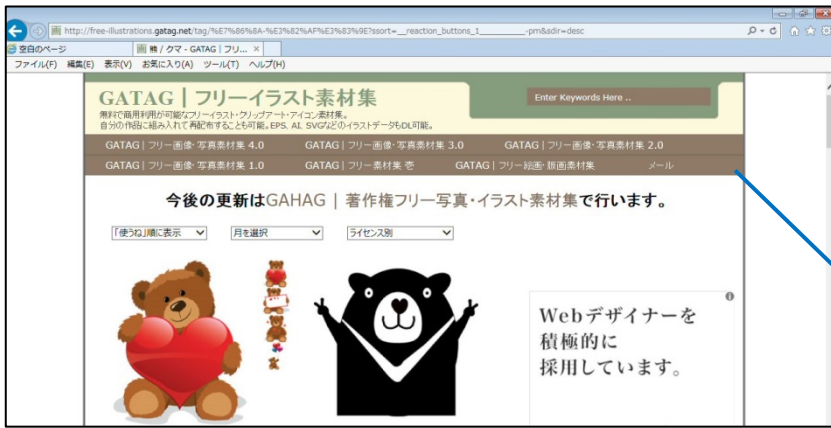 http://free-illustrations.gatag.net/tag/%E7%86%8A-%E3%82%AF%E3%83%9E?ssort=__reaction_buttons_1_____-pm&sdir=desc
空白のページ
熊 / クマ - GATAG | フリ... ×
ファイル(F) 編集(E) 表示(V) お気に入り(A) ツール(T) ヘルプ(H)
GATAG | フリーイラスト素材集
Enter Keywords Here ..
無料で商用利用が可能なフリーイラスト・クリップアート・アイコン素材集。
自分の作品に組み入れて再配布することも可能。EPS、AI、SVGなどのイラストデータもDL可能。
GATAG | フリー画像・写真素材集 4.0 GATAG | フリー画像・写真素材集 3.0 GATAG | フリー画像・写真素材集 2.0
GATAG | フリー画像・写真素材集 1.0 GATAG | フリー素材集 壱 GATAG | フリー絵画・版画素材集 メール
今後の更新はGAHAG | 著作権フリー写真・イラスト素材集で行います。
「使うね」順に表示 月を選択 ライセンス別
Webデザイナーを
積極的に
採用しています。